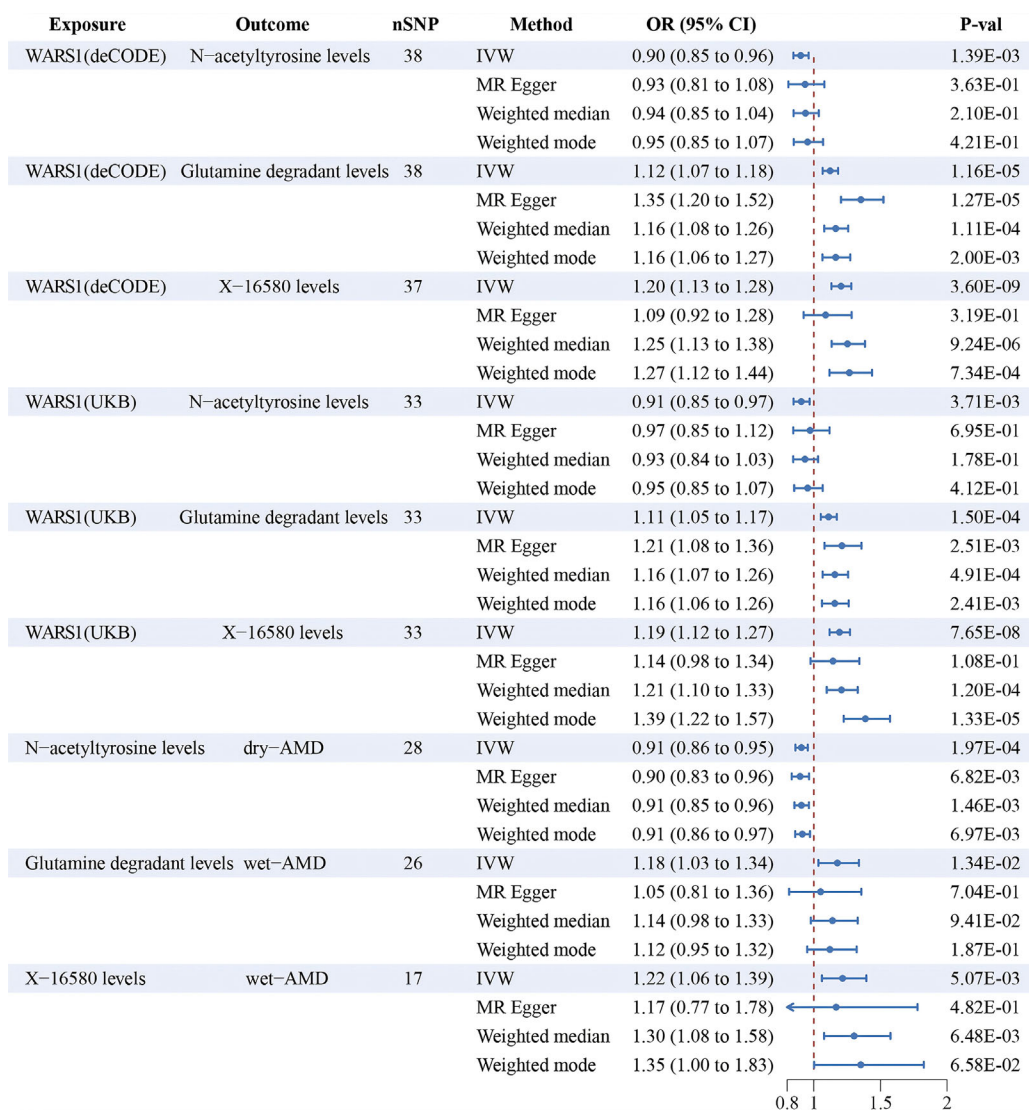 Exposure Outcome nSNP Method OR (95% CI) P-val
WARS1(deCODE) N−acetyltyrosine levels 38 IVW 0.90 (0.85 to 0.96) 1.39E−03
MR Egger 0.93 (0.81 to 1.08) 3.63E−01
Weighted median 0.94 (0.85 to 1.04) 2.10E−01
Weighted mode 0.95 (0.85 to 1.07) 4.21E−01
WARS1(deCODE) Glutamine degradant levels 38 IVW 1.12 (1.07 to 1.18) 1.16E−05
MR Egger 1.35 (1.20 to 1.52) 1.27E−05
Weighted median 1.16 (1.08 to 1.26) 1.11E−04
Weighted mode 1.16 (1.06 to 1.27) 2.00E−03
WARS1(deCODE) X−16580 levels 37 IVW 1.20 (1.13 to 1.28) 3.60E−09
MR Egger 1.09 (0.92 to 1.28) 3.19E−01
Weighted median 1.25 (1.13 to 1.38) 9.24E−06
Weighted mode 1.27 (1.12 to 1.44) 7.34E−04
WARS1(UKB) N−acetyltyrosine levels 33 IVW 0.91 (0.85 to 0.97) 3.71E−03
MR Egger 0.97 (0.85 to 1.12) 6.95E−01
Weighted median 0.93 (0.84 to 1.03) 1.78E−01
Weighted mode 0.95 (0.85 to 1.07) 4.12E−01
WARS1(UKB) Glutamine degradant levels 33 IVW 1.11 (1.05 to 1.17) 1.50E−04
MR Egger 1.21 (1.08 to 1.36) 2.51E−03
Weighted median 1.16 (1.07 to 1.26) 4.91E−04
Weighted mode 1.16 (1.06 to 1.26) 2.41E−03
WARS1(UKB) X−16580 levels 33 IVW 1.19 (1.12 to 1.27) 7.65E−08
MR Egger 1.14 (0.98 to 1.34) 1.08E−01
Weighted median 1.21 (1.10 to 1.33) 1.20E−04
Weighted mode 1.39 (1.22 to 1.57) 1.33E−05
N−acetyltyrosine levels dry−AMD 28 IVW 0.91 (0.86 to 0.95) 1.97E−04
MR Egger 0.90 (0.83 to 0.96) 6.82E−03
Weighted median 0.91 (0.85 to 0.96) 1.46E−03
Weighted mode 0.91 (0.86 to 0.97) 6.97E−03
Glutamine degradant levels wet−AMD 26 IVW 1.18 (1.03 to 1.34) 1.34E−02
MR Egger 1.05 (0.81 to 1.36) 7.04E−01
Weighted median 1.14 (0.98 to 1.33) 9.41E−02
Weighted mode 1.12 (0.95 to 1.32) 1.87E−01
X−16580 levels wet−AMD 17 IVW 1.22 (1.06 to 1.39) 5.07E−03
MR Egger 1.17 (0.77 to 1.78) 4.82E−01
Weighted median 1.30 (1.08 to 1.58) 6.48E−03
Weighted mode 1.35 (1.00 to 1.83) 6.58E−02
0.8 1 1.5 2